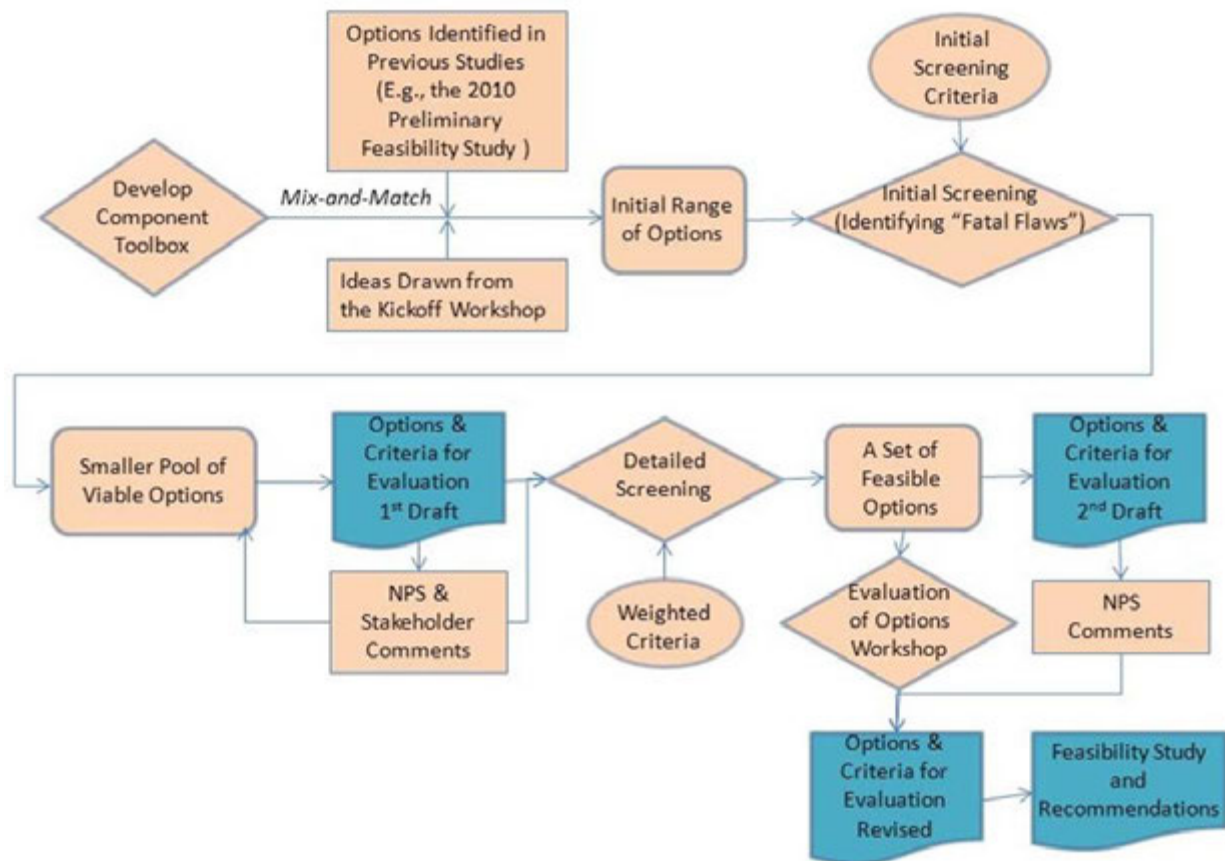 Options Identified in
Previous Studies
(E.g., the 2010
Preliminary
Feasibility Study )
Initial
Screening
Criteria
Develop
Component
Toolbox
Mix-and-Match
Initial Range
of Options
Initial Screening
(Identifying “Fatal Flaws”)
Ideas Drawn from
the Kickoff Workshop
Smaller Pool of
Viable Options
Options &
Criteria for
Evaluation
1st Draft
Detailed
Screening
A Set of
Feasible
Options
Options &
Criteria for
Evaluation
2nd Draft
NPS &
Stakeholder
Comments
Weighted
Criteria
Evaluation
of Options
Workshop
NPS
Comments
Options &
Criteria for
Evaluation
Revised
Feasibility Study
and
Recommendations